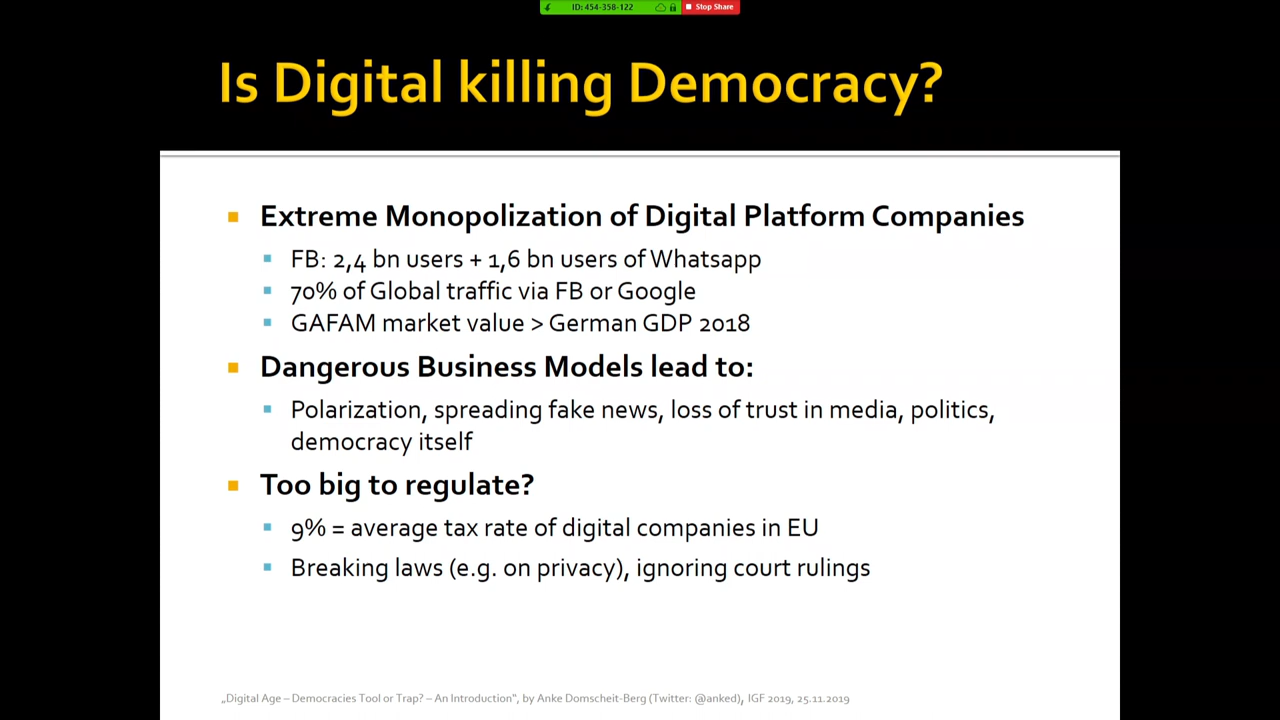 ID: 454-358-122
Stop Share
Is Digital killing Democracy?
Extreme Monopolization of Digital Platform Companies
FB: 2,4 bn users + 1,6 bn users of Whatsapp
70% of Global traffic via FB or Google
GAFAM market value > German GDP 2018
Dangerous Business Models lead to:
Polarization, spreading fake news, loss of trust in media, politics,
democracy itself
Too big to regulate?
9% = average tax rate of digital companies in EU
Breaking laws (e.g. on privacy), ignoring court rulings
„Digital Age – Democracies Tool or Trap? – An Introduction“, by Anke Domscheit-Berg (Twitter: @anked), IGF 2019, 25.11.2019